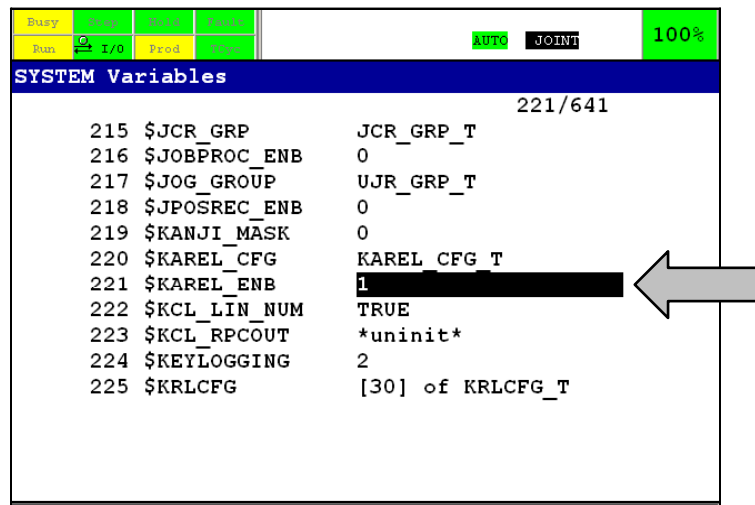 Busy Step Hold Fault
Run I/O Prod TCyc
AUTO JOINT 100%
SYSTEM Variables
221/641
215 $JCR_GRP JCR_GRP_T
216 $JOBPROC_ENB 0
217 $JOG_GROUP UJR_GRP_T
218 $JPOSREC_ENB 0
219 $KANJI_MASK 0
220 $KAREL_CFG KAREL_CFG_T
221 $KAREL_ENB 1
222 $KCL_LIN_NUM TRUE
223 $KCL_RPCOUT *uninit*
224 $KEYLOGGING 2
225 $KRLCFG [30] of KRLCFG_T